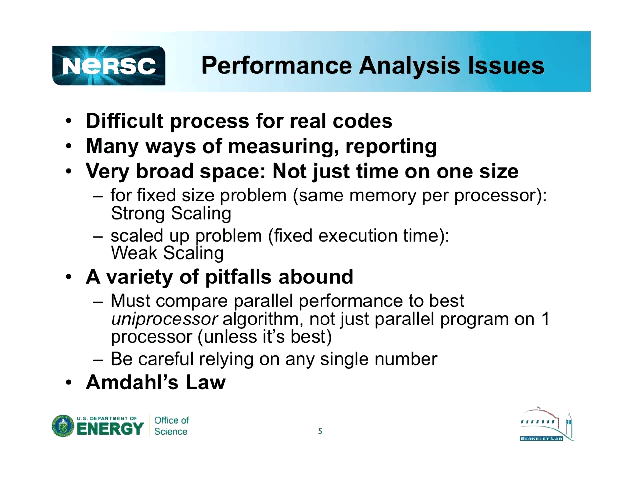 NERSC
Performance Analysis Issues
• Difficult process for real codes
• Many ways of measuring, reporting
• Very broad space: Not just time on one size
– for fixed size problem (same memory per processor):
Strong Scaling
– scaled up problem (fixed execution time):
Weak Scaling
• A variety of pitfalls abound
– Must compare parallel performance to best
uniprocessor algorithm, not just parallel program on 1
processor (unless it's best)
– Be careful relying on any single number
• Amdahl's Law
U.S. DEPARTMENT OF
ENERGY
Office of
Science
5
BERKELEY LAB